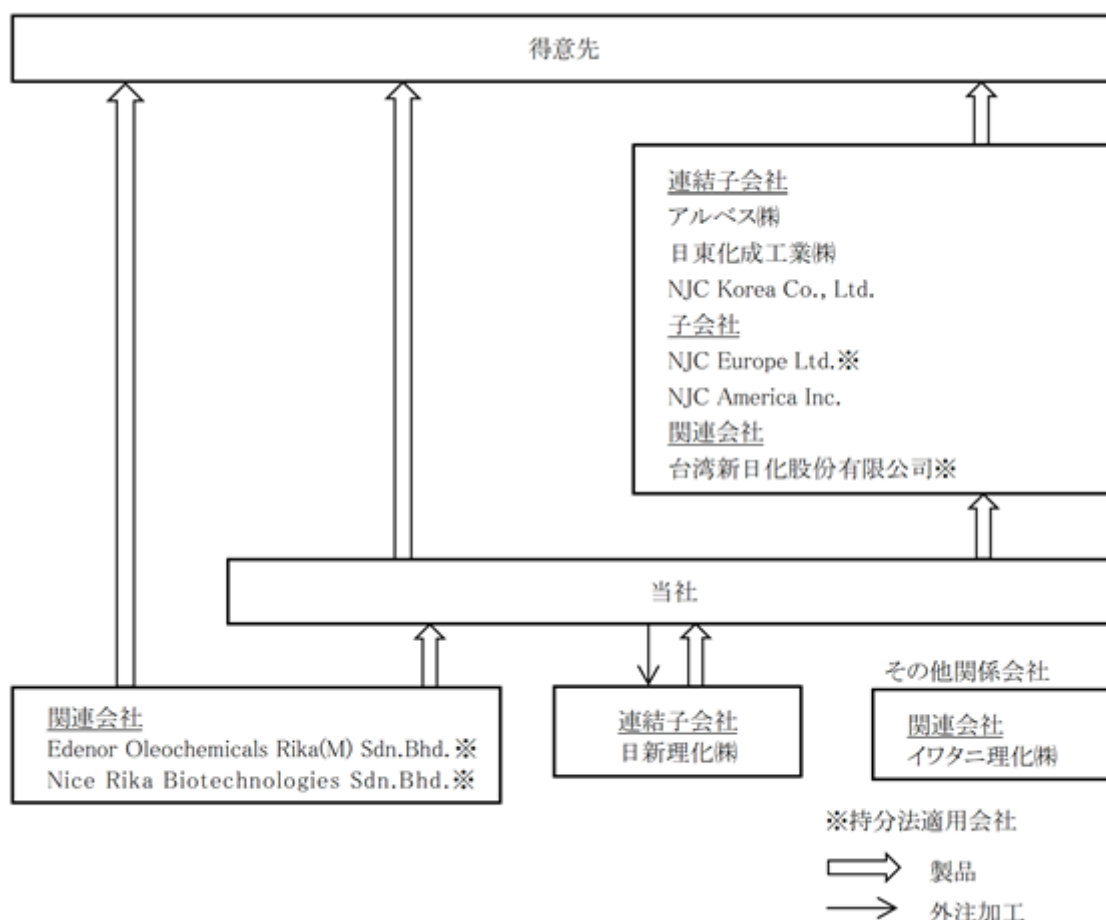 得意先
連結子会社
アルベス㈱
日東化成工業㈱
NJC Korea Co., Ltd.
子会社
NJC Europe Ltd.※
NJC America Inc.
関連会社
台湾新日化股份有限公司※
当社
関連会社
Edenor Oleochemicals Rika(M) Sdn.Bhd.※
Nice Rika Biotechnologies Sdn.Bhd.※
連結子会社
日新理化㈱
その他関係会社
関連会社
イワタニ理化㈱
※持分法適用会社
製品
外注加工